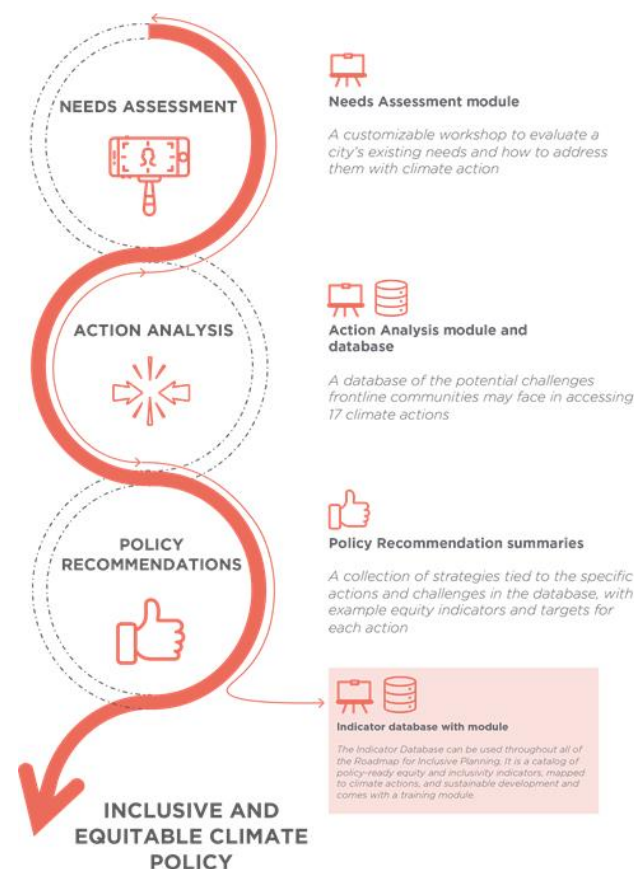 NEEDS ASSESSMENT
Needs Assessment module
A customizable workshop to evaluate a
city's existing needs and how to address
them with climate action
ACTION ANALYSIS
Action Analysis module and
database
A database of the potential challenges
frontline communities may face in accessing
17 climate actions
POLICY
RECOMMENDATIONS
Policy Recommendation summaries
A collection of strategies tied to the specific
actions and challenges in the database, with
example equity indicators and targets for
each action
Indicator database with module
The Indicator Database can be used throughout all of
the Roadmap for Inclusive Planning. It is a catalog of
policy-ready equity and inclusivity indicators, mapped
to climate actions, and sustainable development and
comes with a training module.
INCLUSIVE AND
EQUITABLE CLIMATE
POLICY